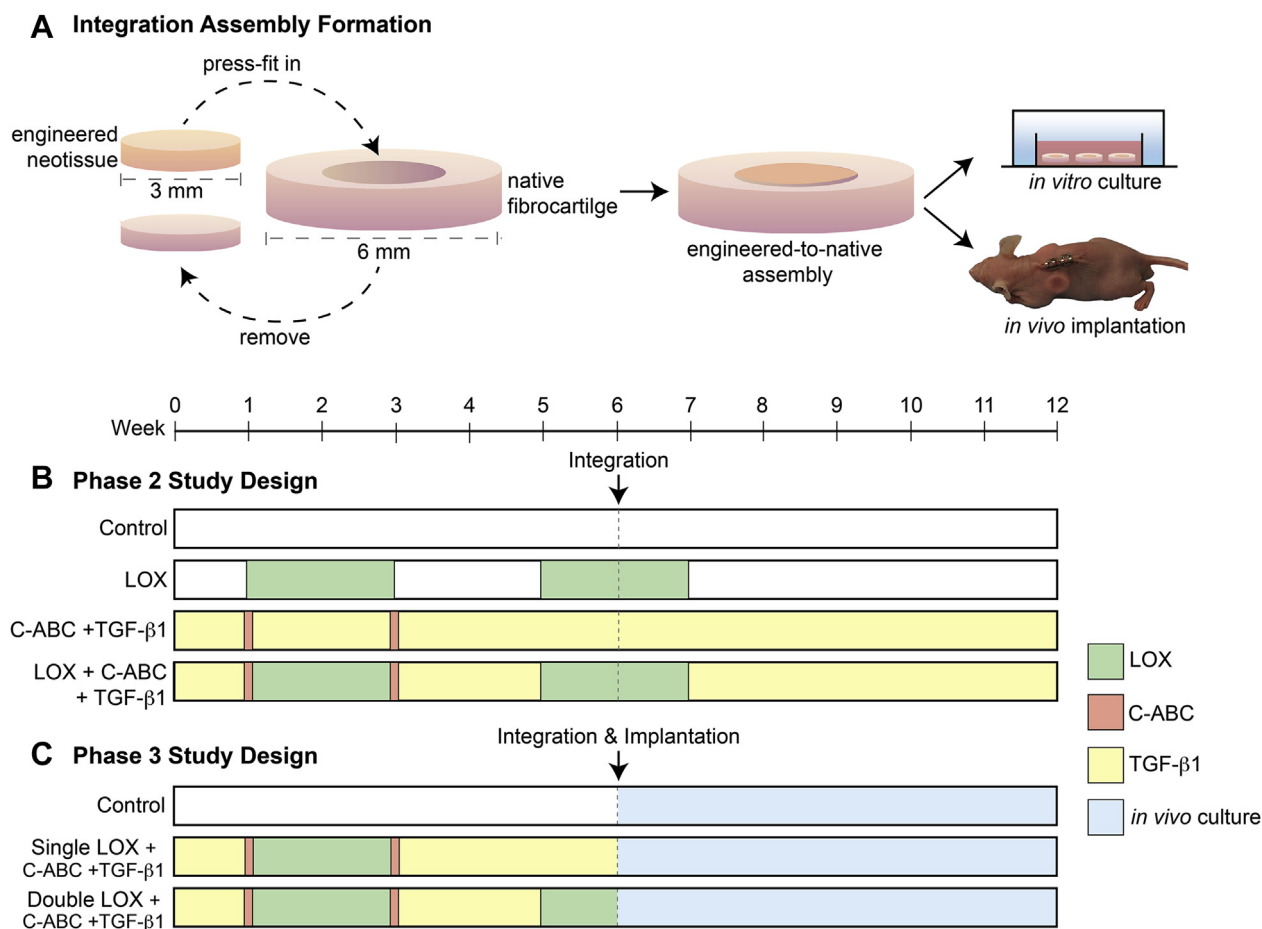 A Integration Assembly Formation
press-fit in
engineered
neotissue
3 mm
native
fibrocartilge
6 mm
remove
engineered-to-native
assembly
in vitro culture
in vivo implantation
0 1 2 3 4 5 6 7 8 9 10 11 12
Week
Integration
B Phase 2 Study Design
Control
LOX
C-ABC +TGF-β1
LOX + C-ABC
+ TGF-β1
Integration & Implantation
C Phase 3 Study Design
Control
Single LOX +
C-ABC +TGF-β1
Double LOX +
C-ABC +TGF-β1
LOX
C-ABC
TGF-β1
in vivo culture